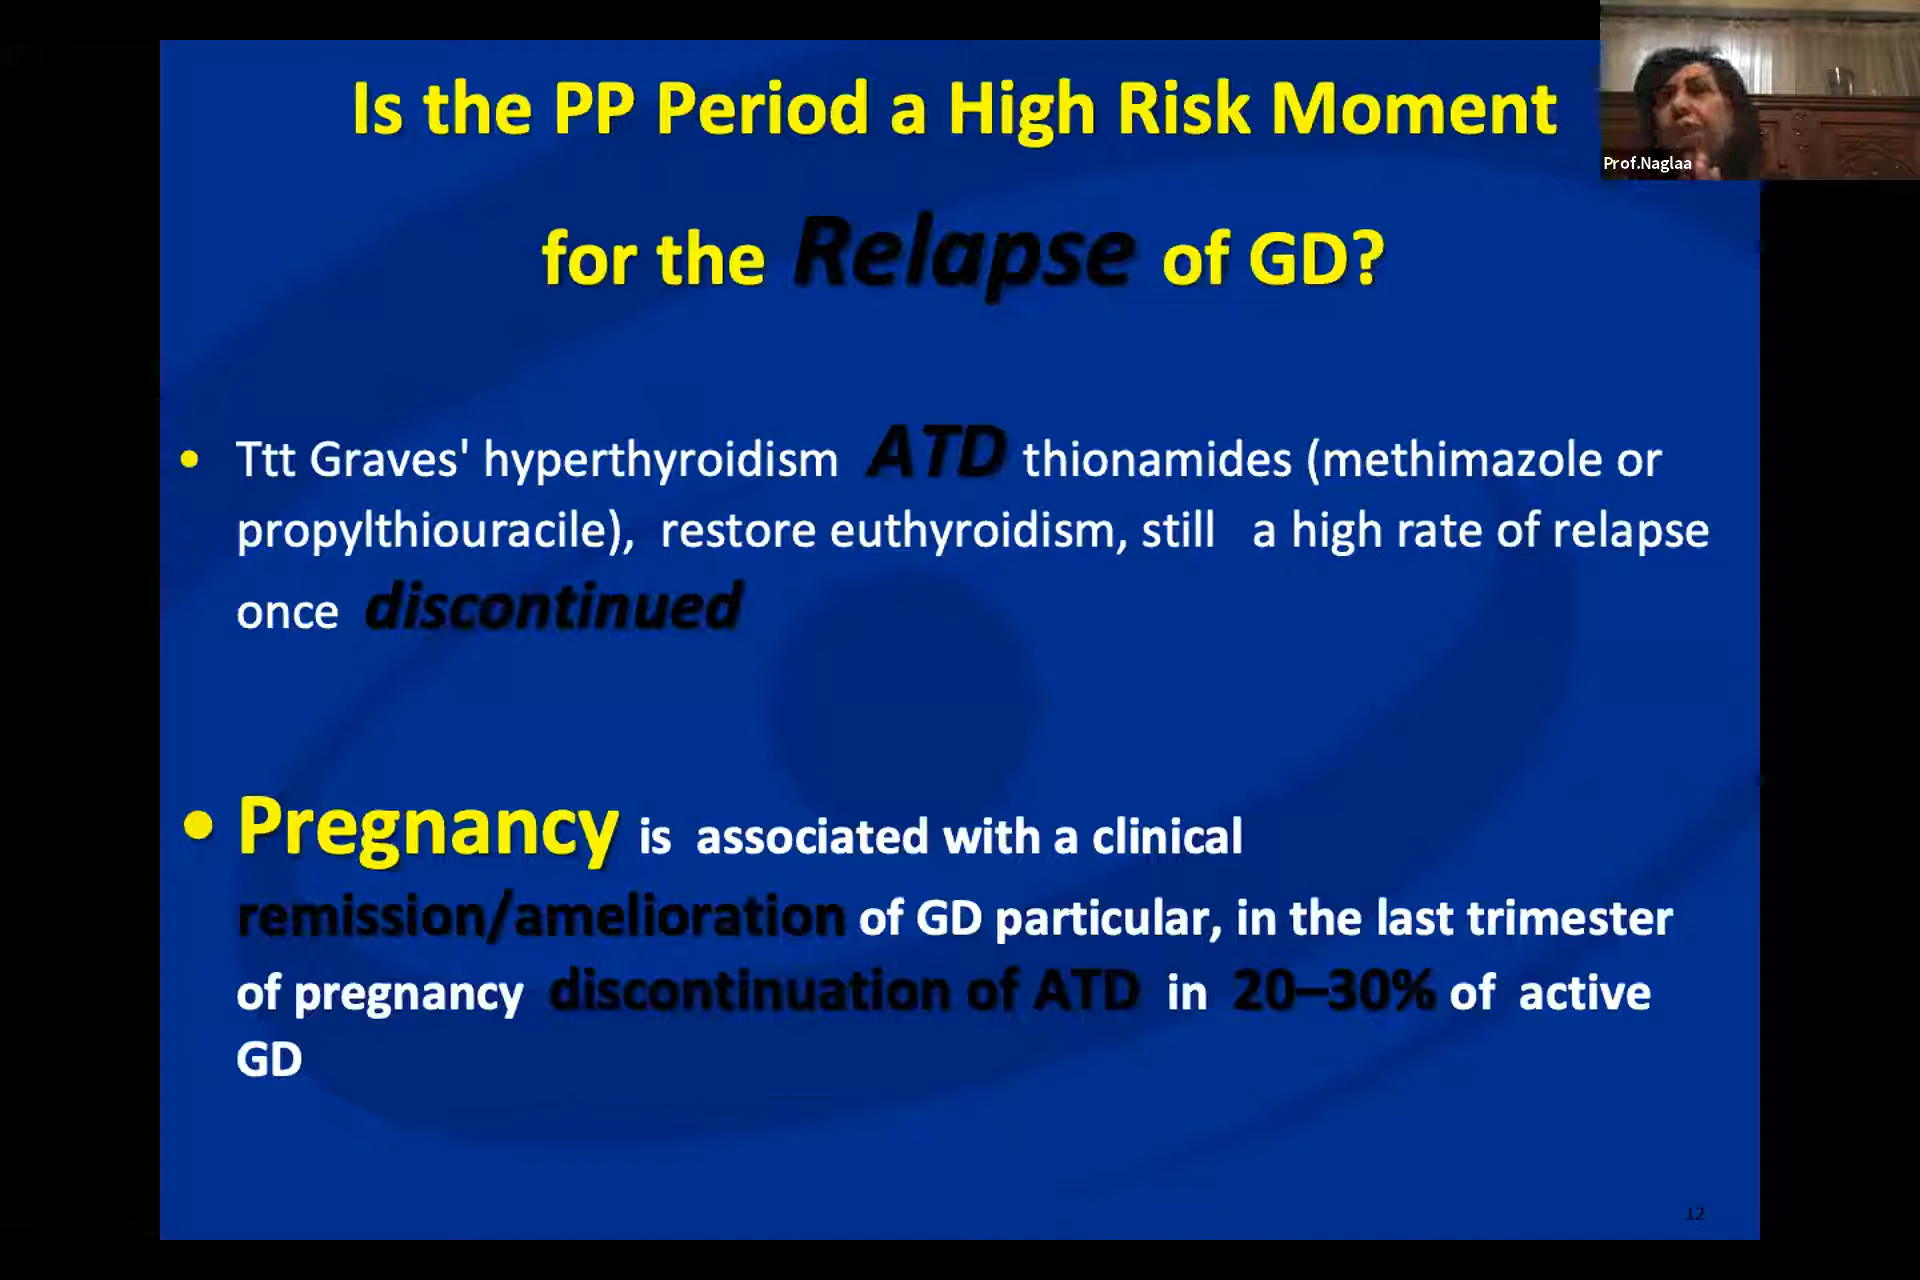 Is the PP Period a High Risk Moment
Prof.Naglaa
for the Relapse of GD?
• Ttt Graves' hyperthyroidism ATD thionamides (methimazole or
propylthiouracile), restore euthyroidism, still a high rate of relapse
once discontinued
• Pregnancy is associated with a clinical
remission/amelioration of GD particular, in the last trimester
of pregnancy discontinuation of ATD in 20–30% of active
GD
12